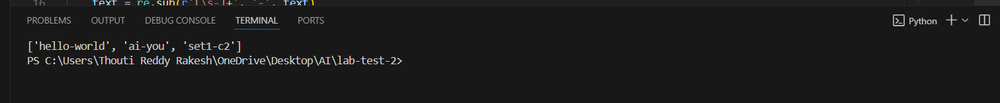 16 text = re.sub(r'[\s-]+', '-', text)
PROBLEMS OUTPUT DEBUG CONSOLE TERMINAL PORTS Python
['hello-world', 'ai-you', 'set1-c2']
PS C:\Users\Thouti Reddy Rakesh\OneDrive\Desktop\AI\lab-test-2>